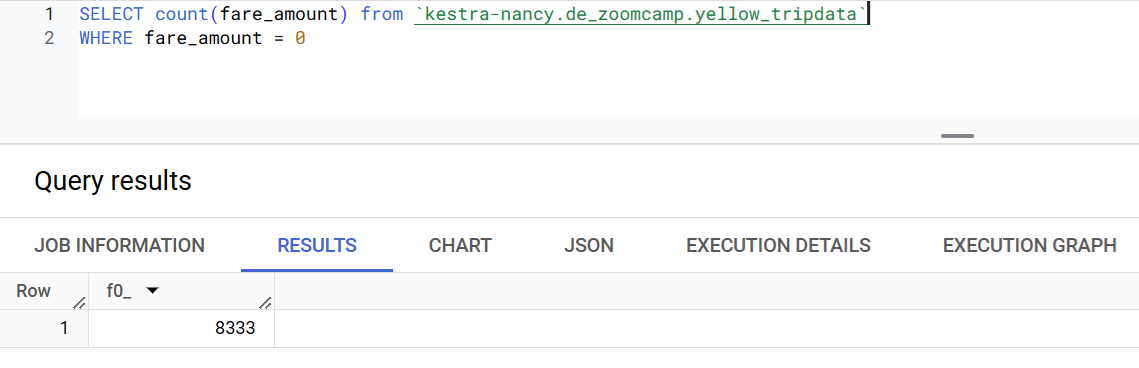 1 SELECT count(fare_amount) from `kestra-nancy.de_zoomcamp.yellow_tripdata`
2 WHERE fare_amount = 0
Query results
JOB INFORMATION RESULTS CHART JSON EXECUTION DETAILS EXECUTION GRAPH
Row f0_
1 8333